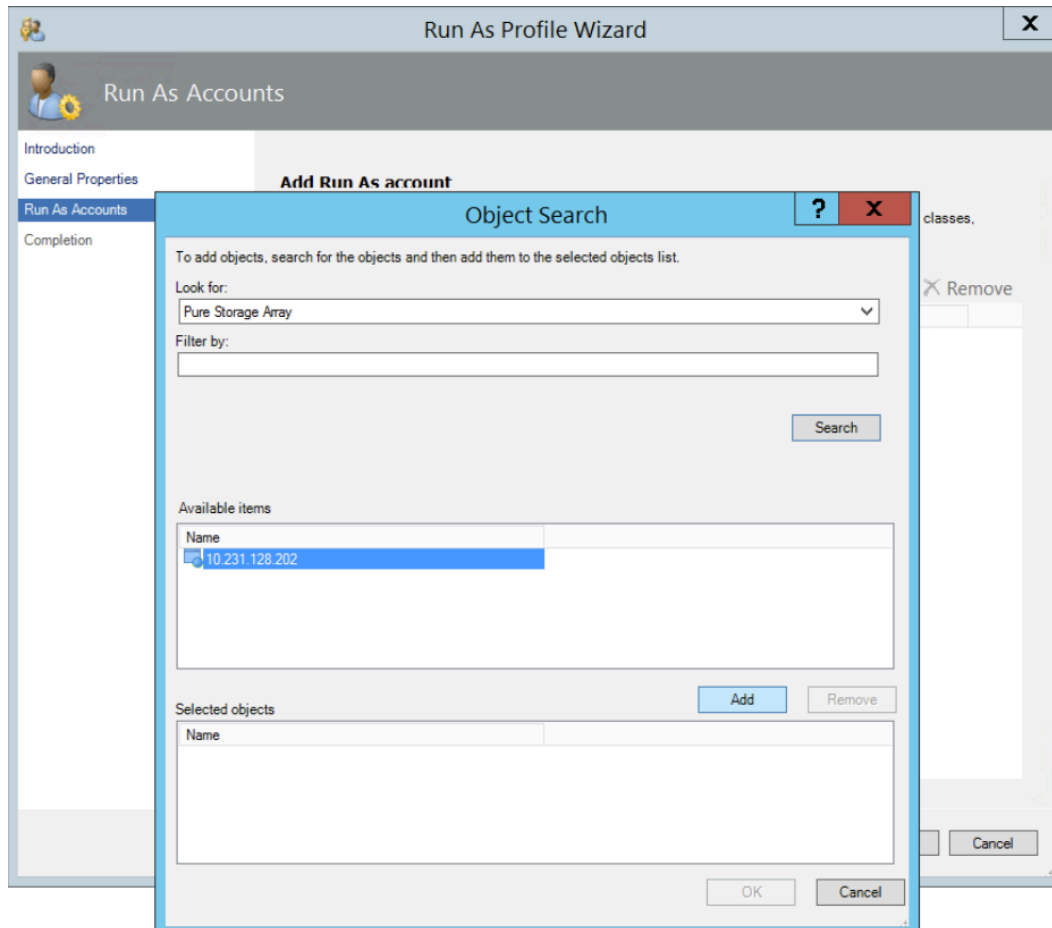 Run As Profile Wizard
X
Run As Accounts
Introduction
General Properties
Run As Accounts
Completion
Add Run As account
classes,
Remove
Object Search
?
X
To add objects, search for the objects and then add them to the selected objects list.
Look for:
Pure Storage Array
Filter by:
Search
Available items
Name
10.231.128.202
Add
Remove
Selected objects
Name
OK
Cancel
Cancel